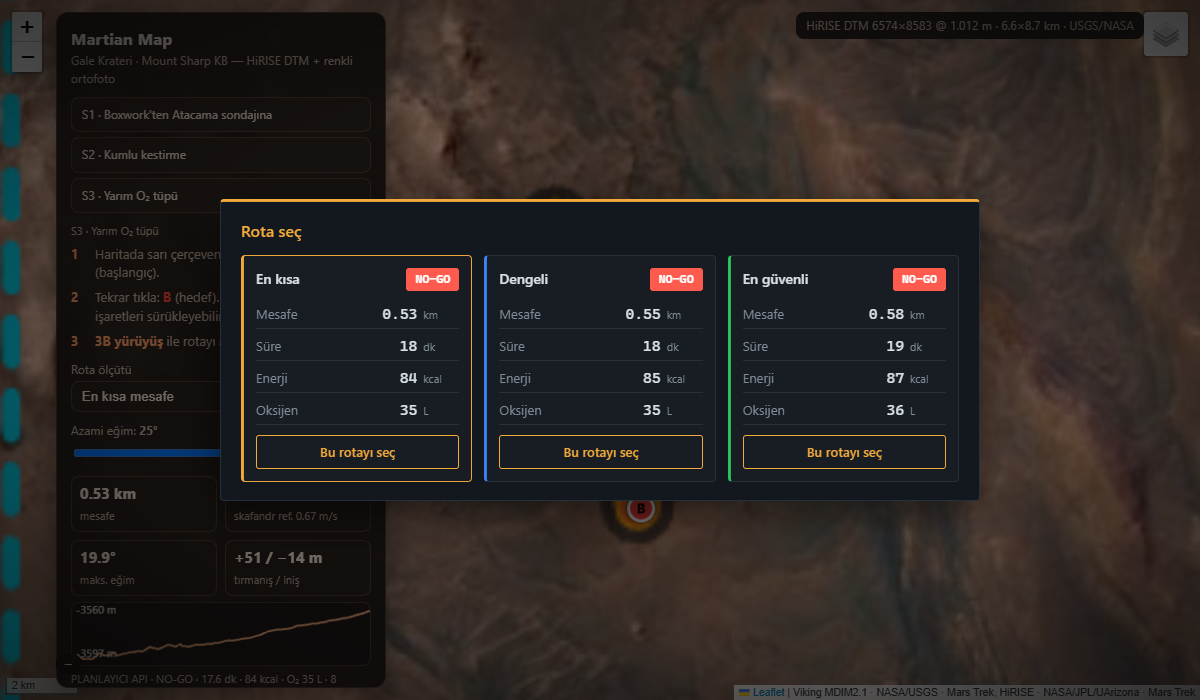 +
−
Martian Map
Gale Krateri · Mount Sharp KB — HiRISE DTM + renkli
ortofoto
S1 · Boxwork'ten Atacama sondajına
S2 · Kumlu kestirme
S3 · Yarım O₂ tüpü
S3 · Yarım O₂ tüpü
1 Haritada sarı çerçeven
(başlangıç).
2 Tekrar tıkla: B (hedef).
işaretleri sürükleyebilir
3 3B yürüyüş ile rotayı
Rota ölçütü
En kısa mesafe
Azami eğim: 25°
0.53 km
mesafe
skafandr ref. 0.67 m/s
19.9°
maks. eğim
+51 / −14 m
tırmanış / iniş
-3560 m
-3597 m
PLANLAYICI API · NO-GO · 17.6 dk · 84 kcal · O₂ 35 L · 8
2 km
HiRISE DTM 6574×8583 @ 1.012 m · 6.6×8.7 km · USGS/NASA
Rota seç
En kısa NO-GO
Mesafe 0.53 km
Süre 18 dk
Enerji 84 kcal
Oksijen 35 L
Bu rotayı seç
Dengeli NO-GO
Mesafe 0.55 km
Süre 18 dk
Enerji 85 kcal
Oksijen 35 L
Bu rotayı seç
En güvenli NO-GO
Mesafe 0.58 km
Süre 19 dk
Enerji 87 kcal
Oksijen 36 L
Bu rotayı seç
B
Leaflet | Viking MDIM2.1 · NASA/USGS · Mars Trek, HiRISE · NASA/JPL/UArizona · Mars Trek